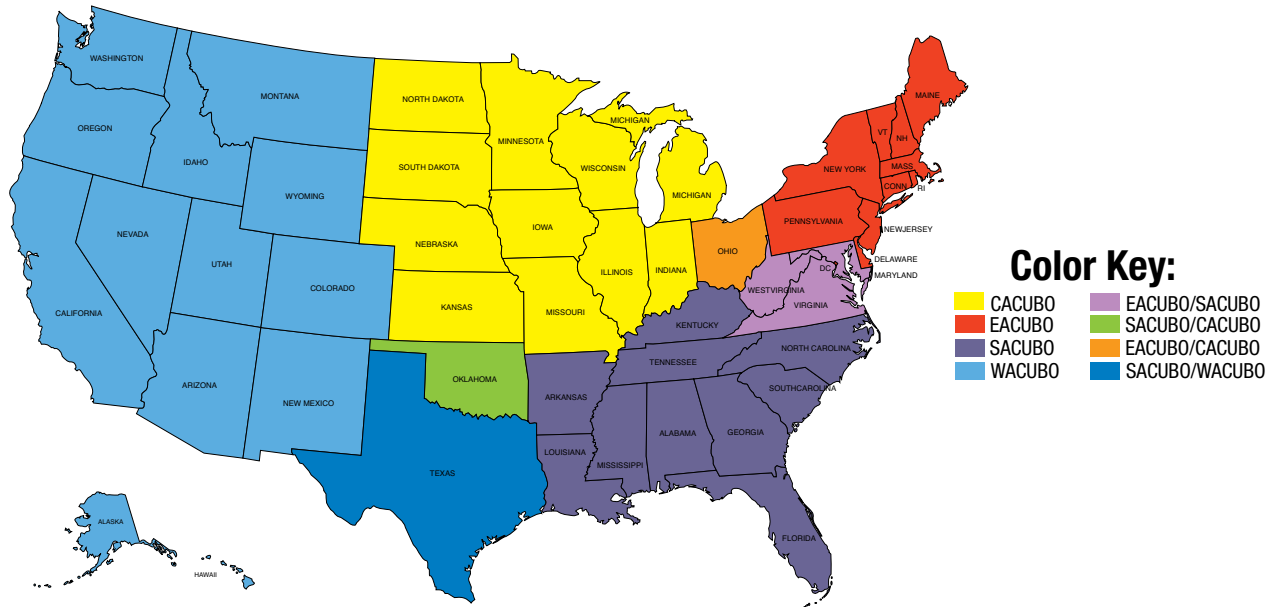 WASHINGTON
MONTANA
OREGON
IDAHO
WYOMING
NEVADA
UTAH
COLORADO
CALIFORNIA
ARIZONA
NEW MEXICO
ALASKA
HAWAII
NORTH DAKOTA
SOUTH DAKOTA
NEBRASKA
KANSAS
OKLAHOMA
TEXAS
MINNESOTA
IOWA
MISSOURI
WISCONSIN
MICHIGAN
MICHIGAN
ILLINOIS
INDIANA
OHIO
KENTUCKY
TENNESSEE
ARKANSAS
LOUISIANA
MISSISSIPPI
ALABAMA
GEORGIA
FLORIDA
SOUTHCAROLINA
NORTH CAROLINA
VIRGINIA
WESTVIRGINIA
DC
MARYLAND
DELAWARE
NEWJERSEY
PENNSYLVANIA
NEW YORK
CONN
RI
MASS
VT
NH
MAINE
Color Key:
CACUBO
EACUBO
SACUBO
WACUBO
EACUBO/SACUBO
SACUBO/CACUBO
EACUBO/CACUBO
SACUBO/WACUBO